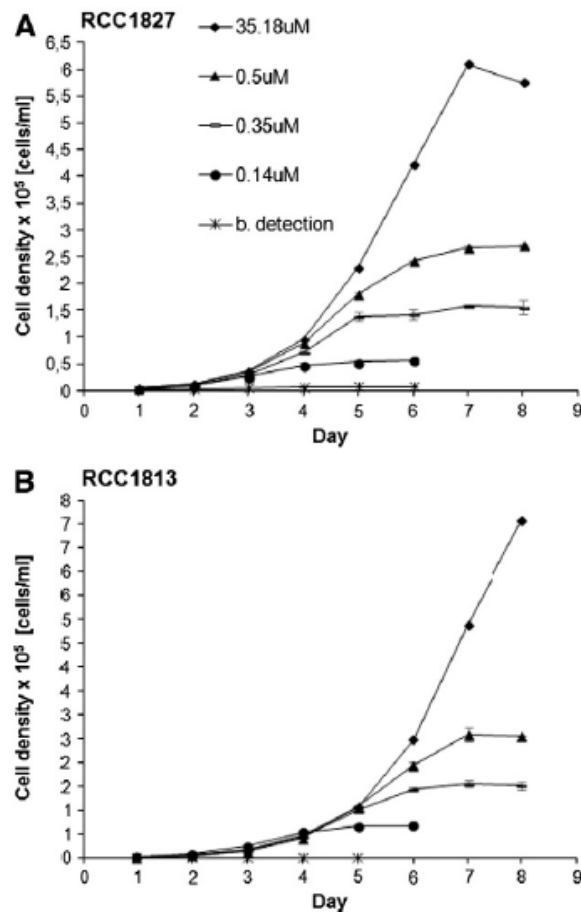 A RCC1827
35.18uM
0.5uM
0.35uM
0.14uM
b. detection
Cell density x 10⁵ [cells/ml]
6,5
6
5,5
5
4,5
4
3,5
3
2,5
2
1,5
1
0,5
0
0 1 2 3 4 5 6 7 8 9
Day
B RCC1813
Cell density x 10⁵ [cells/ml]
8
7
7
6
6
5
5
4
4
3
3
2
2
1
1
0
0 1 2 3 4 5 6 7 8 9
Day